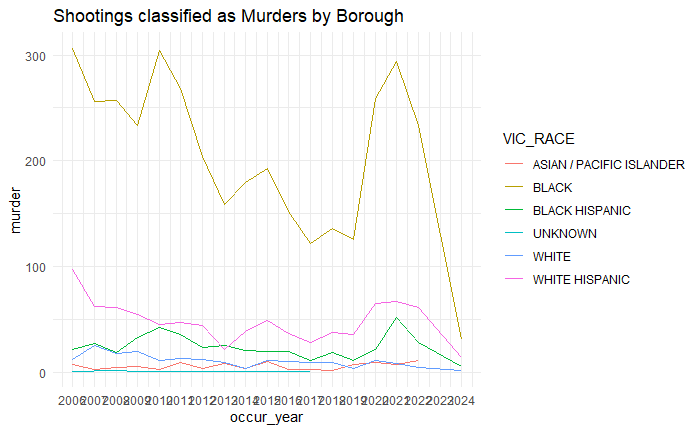 Shootings classified as Murders by Borough
300
200
100
0
murder
2006 2007 2008 2009 2010 2011 2012 2013 2014 2015 2016 2017 2018 2019 2020 2021 2022 2023 2024
occur_year
VIC_RACE
ASIAN / PACIFIC ISLANDER
BLACK
BLACK HISPANIC
UNKNOWN
WHITE
WHITE HISPANIC